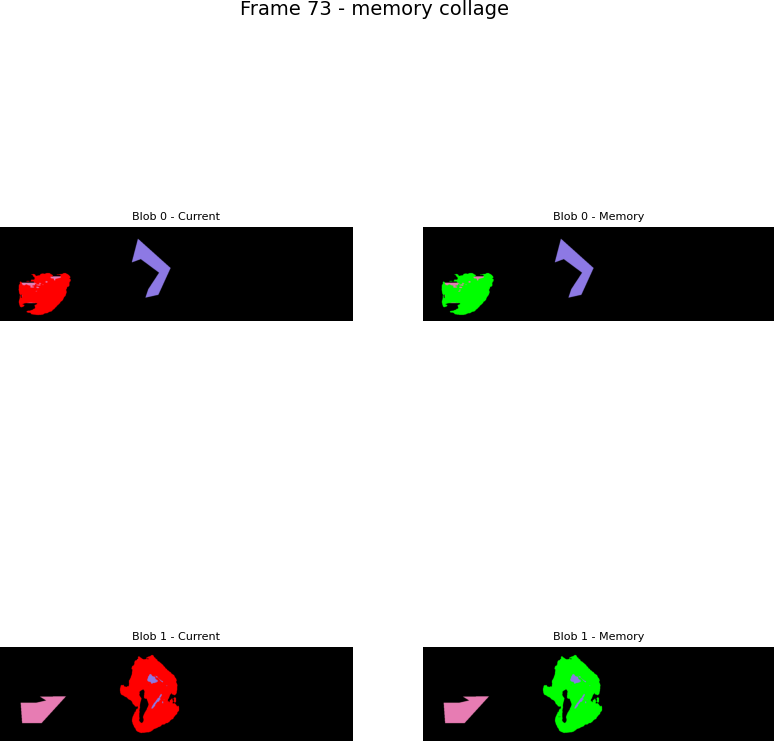 Frame 73 - memory collage
Blob 0 - Current
Blob 0 - Memory
Blob 1 - Current
Blob 1 - Memory